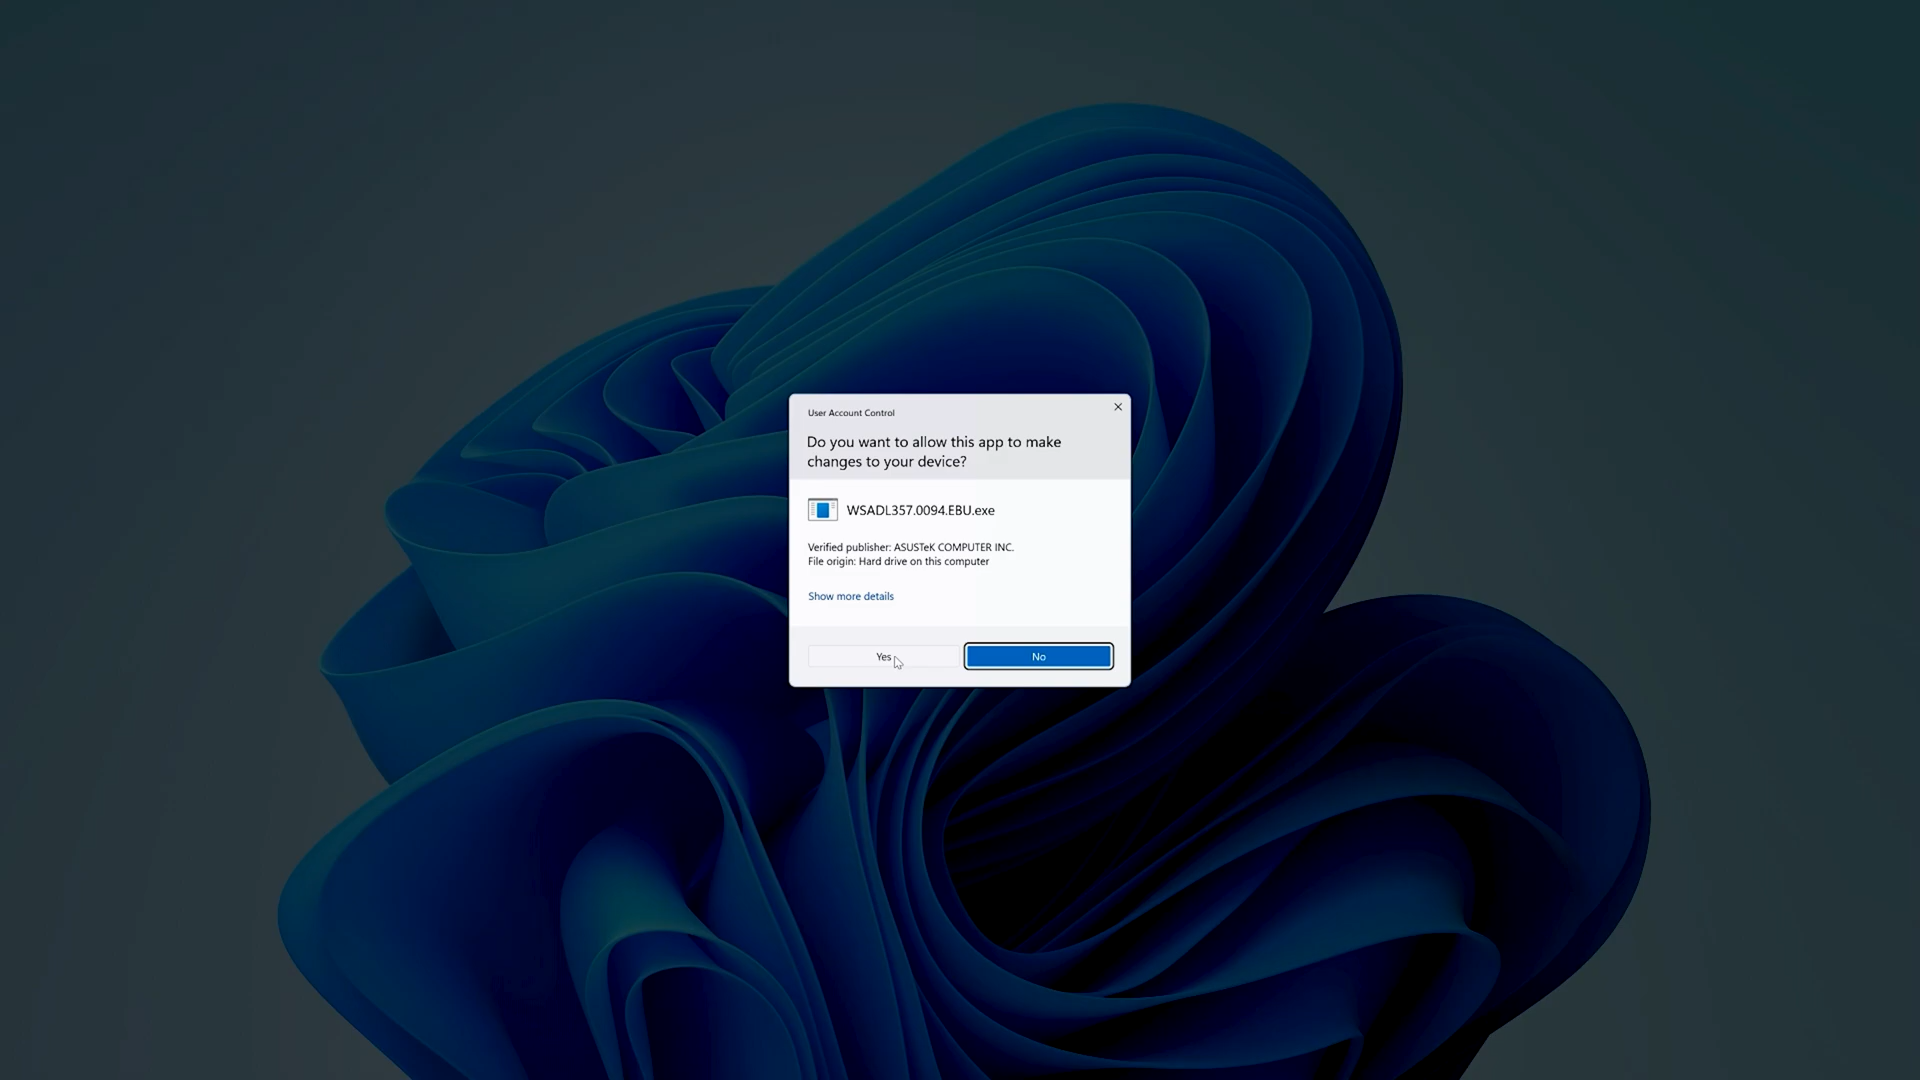 User Account Control
Do you want to allow this app to make
changes to your device?
WSADL357.0094.EBU.exe
Verified publisher: ASUSTeK COMPUTER INC.
File origin: Hard drive on this computer
Show more details
Yes
No